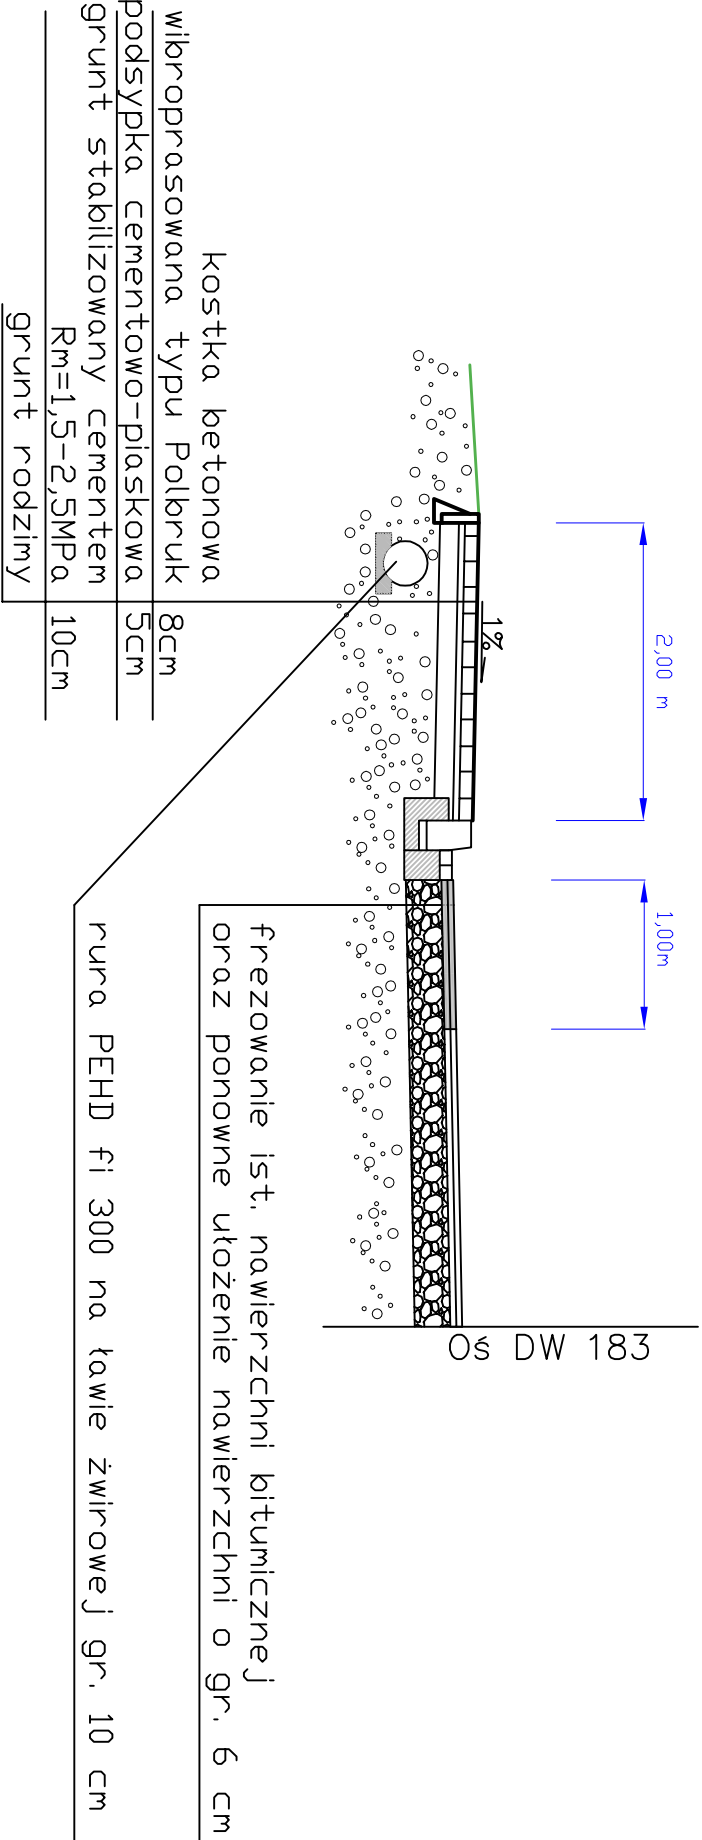 2,00 m
1,00m
1%
Oś DW 183
kostka betonowa
wibroprasowana typu Polbruk 8cm
podsypka cementowo-piaskowa 5cm
grunt stabilizowany cementem
Rm=1,5-2,5MPa 10cm
grunt rodzimy
frezowanie ist. nawierzchni bitumicznej
oraz ponowne ułożenie nawierzchni o gr. 6 cm
rura PEHD fi 300 na ławie żwirowej gr. 10 cm